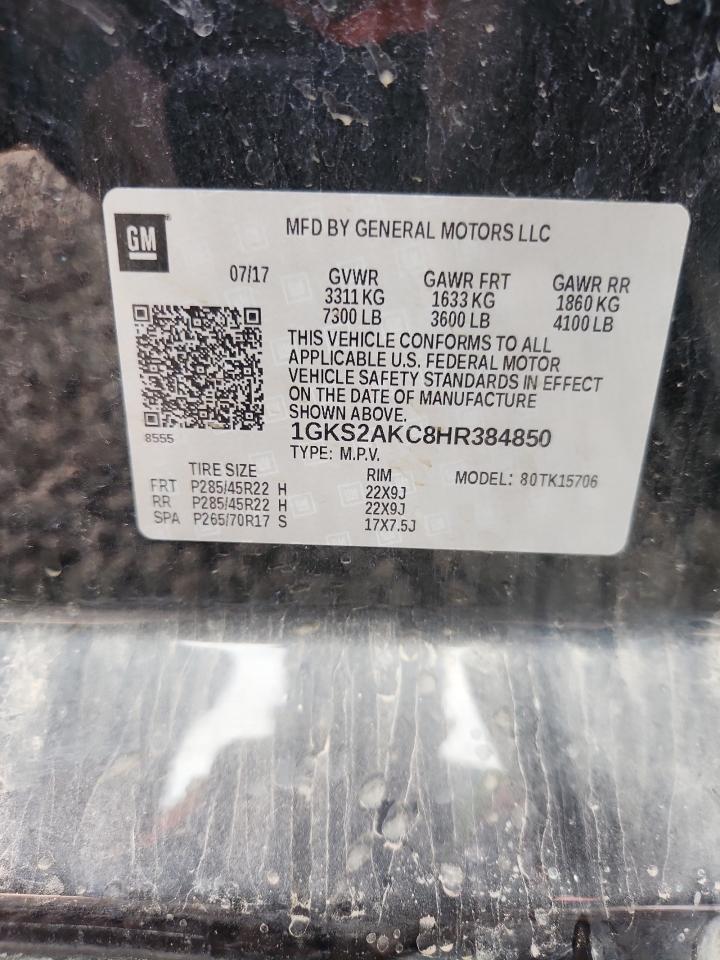 GM
MFD BY GENERAL MOTORS LLC
07/17 GVWR GAWR FRT GAWR RR
3311 KG 1633 KG 1860 KG
7300 LB 3600 LB 4100 LB
THIS VEHICLE CONFORMS TO ALL
APPLICABLE U.S. FEDERAL MOTOR
VEHICLE SAFETY STANDARDS IN EFFECT
ON THE DATE OF MANUFACTURE
SHOWN ABOVE.
8555
1GKS2AKC8HR384850
TYPE: M.P.V.
TIRE SIZE RIM MODEL: 80TK15706
FRT P285/45R22 H 22X9J
RR P285/45R22 H 22X9J
SPA P265/70R17 S 17X7.5J